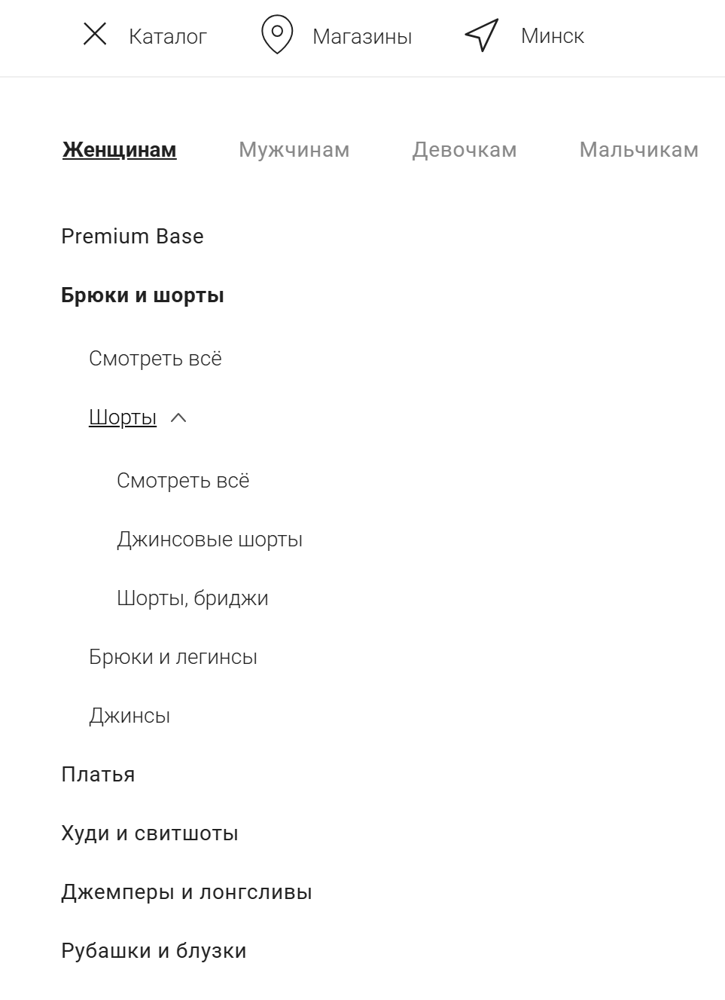 Каталог Магазины Минск
Женщинам Мужчинам Девочкам Мальчикам
Premium Base
Брюки и шорты
Смотреть всё
Шорты
Смотреть всё
Джинсовые шорты
Шорты, бриджи
Брюки и легинсы
Джинсы
Платья
Худи и свитшоты
Джемперы и лонгсливы
Рубашки и блузки